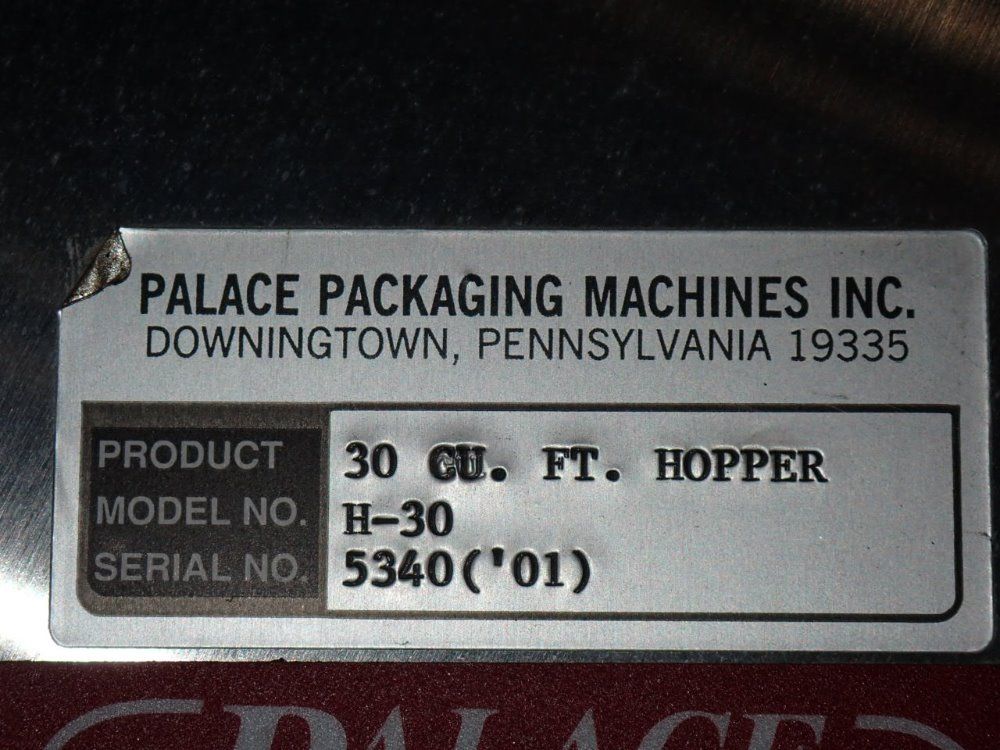 PALACE PACKAGING MACHINES INC.
DOWNINGTOWN, PENNSYLVANIA 19335
PRODUCT 30 CU. FT. HOPPER
MODEL NO. H-30
SERIAL NO. 5340('01)
PALACE